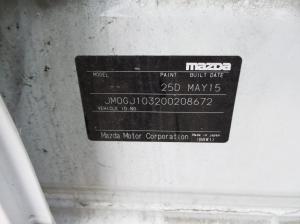 mazda
MODEL PAINT BUILT DATE
-- 25D MAY15
JM0GJ103200208672
VEHICLE ID.NO.
Mazda Motor Corporation MADE IN JAPAN